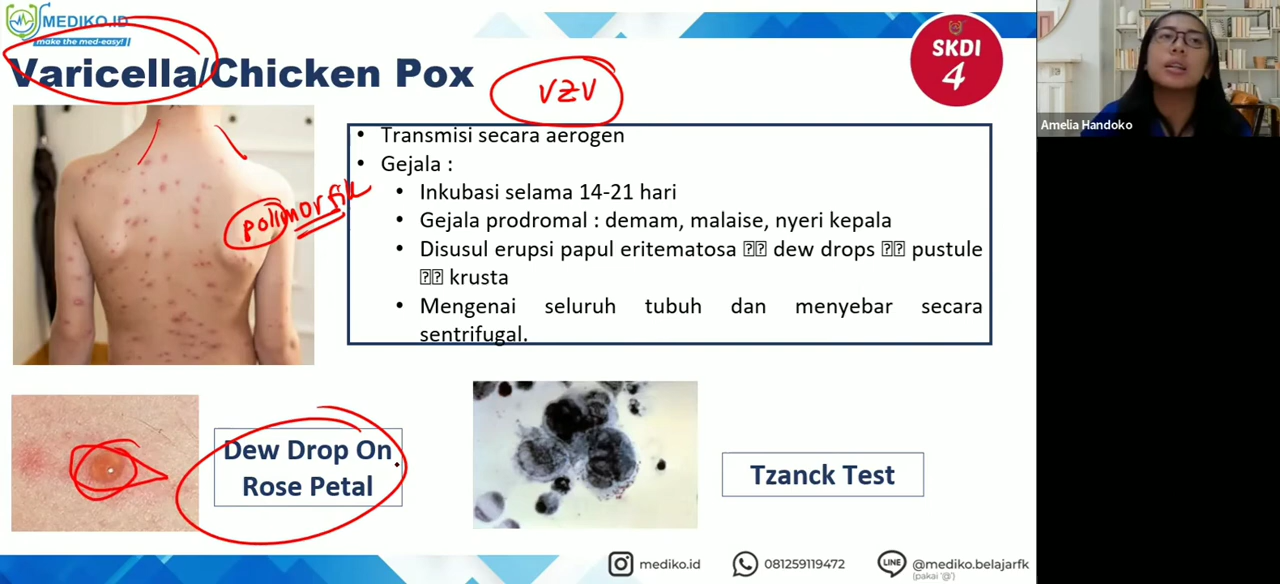 MEDIKO.ID
make the med-easy!
Varicella/Chicken Pox
VZV
SKDI
4
Amelia Handoko
• Transmisi secara aerogen
• Gejala :
• Inkubasi selama 14-21 hari
• Gejala prodromal : demam, malaise, nyeri kepala
• Disusul erupsi papul eritematosa ⍰⍰ dew drops ⍰⍰ pustule
⍰⍰ krusta
• Mengenai seluruh tubuh dan menyebar secara
sentrifugal.
polimorfik
Dew Drop On
Rose Petal
Tzanck Test
mediko.id
081259119472
LINE
@mediko.belajarfk
(pakai '@')